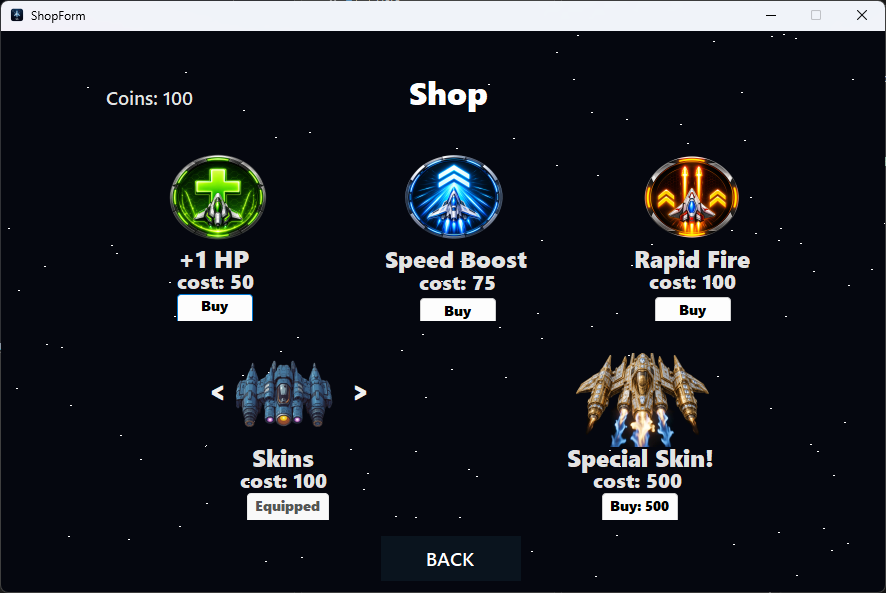 ShopForm
Coins: 100
Shop
+1 HP
cost: 50
Buy
Speed Boost
cost: 75
Buy
Rapid Fire
cost: 100
Buy
< >
Skins
cost: 100
Equipped
Special Skin!
cost: 500
Buy: 500
BACK